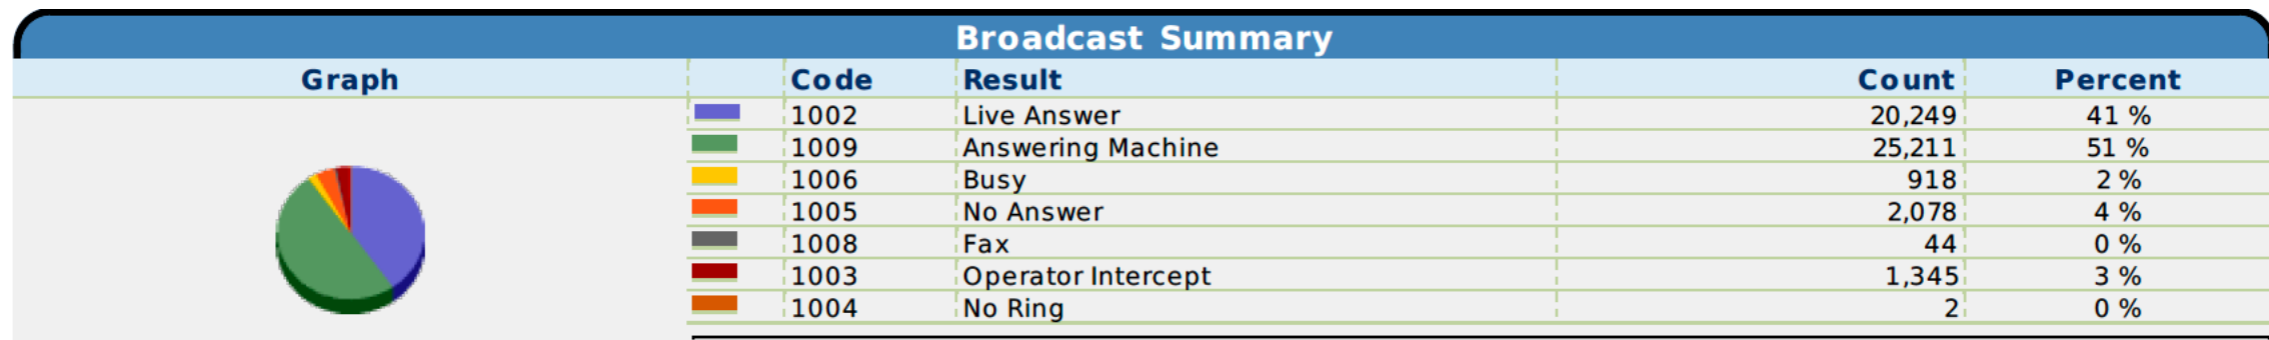 Broadcast Summary
Graph Code Result Count Percent
1002 Live Answer 20,249 41 %
1009 Answering Machine 25,211 51 %
1006 Busy 918 2 %
1005 No Answer 2,078 4 %
1008 Fax 44 0 %
1003 Operator Intercept 1,345 3 %
1004 No Ring 2 0 %